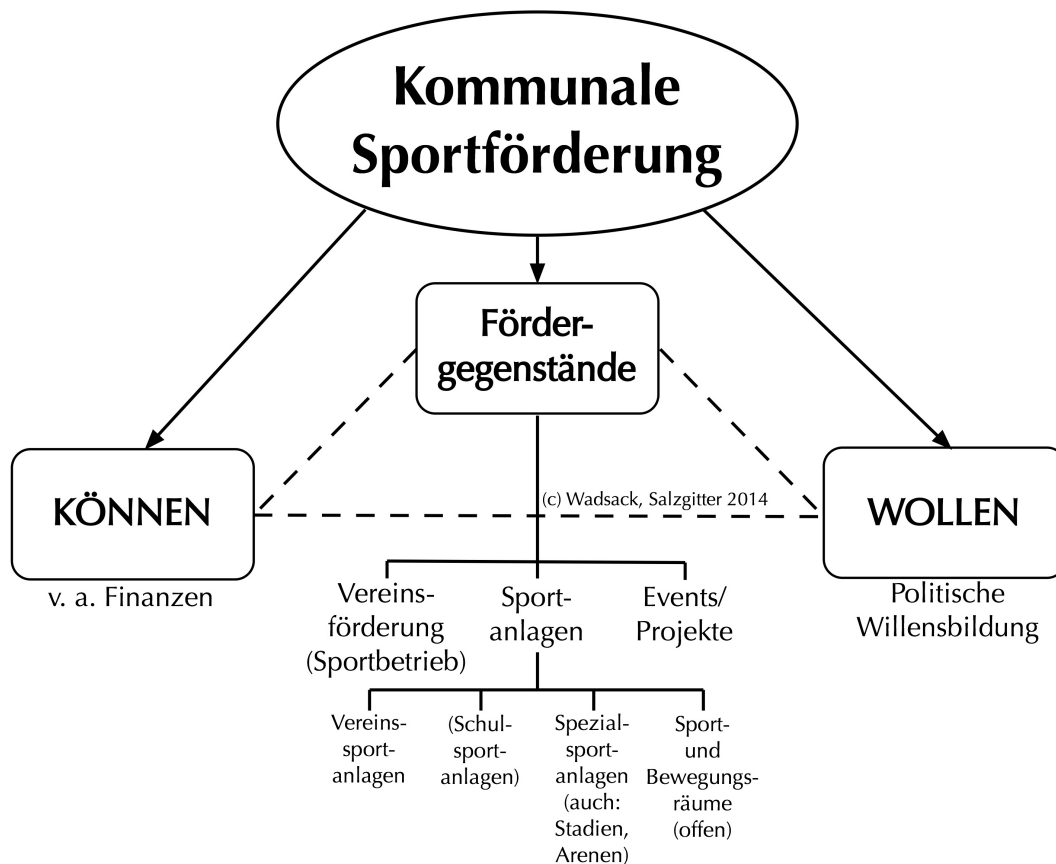 Kommunale
Sportförderung
Förder-
gegenstände
KÖNNEN
v. a. Finanzen
(c) Wadsack, Salzgitter 2014
WOLLEN
Politische
Willensbildung
Vereins-
förderung
(Sportbetrieb)
Sport-
anlagen
Events/
Projekte
Vereins-
sport-
anlagen
(Schul-
sport-
anlagen)
Spezial-
sport-
anlagen
(auch:
Stadien,
Arenen)
Sport-
und
Bewegungs-
räume
(offen)